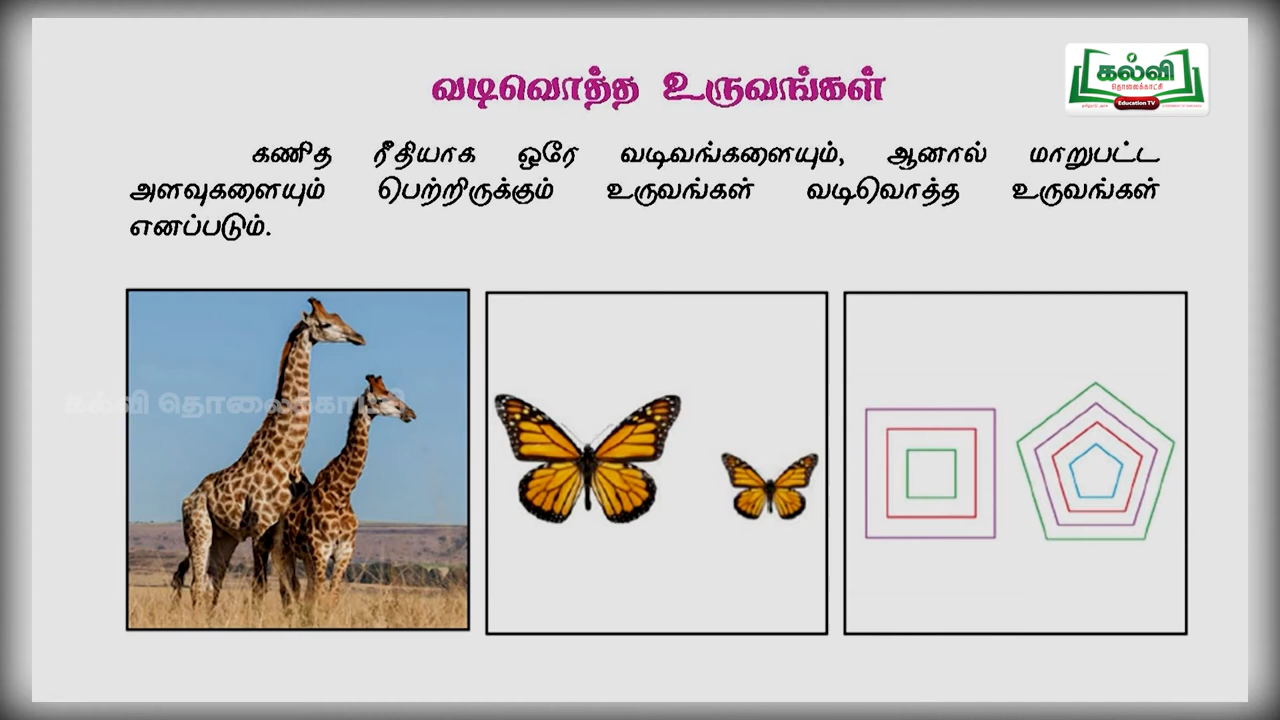 வடிவொத்த உருவங்கள்
கல்வி
தொலைக்காட்சி
Education TV
கணித ரீதியாக ஒரே வடிவங்களையும், ஆனால் மாறுபட்ட
அளவுகளையும் பெற்றிருக்கும் உருவங்கள் வடிவொத்த உருவங்கள்
எனப்படும்.
கல்வி தொலைக்காட்சி